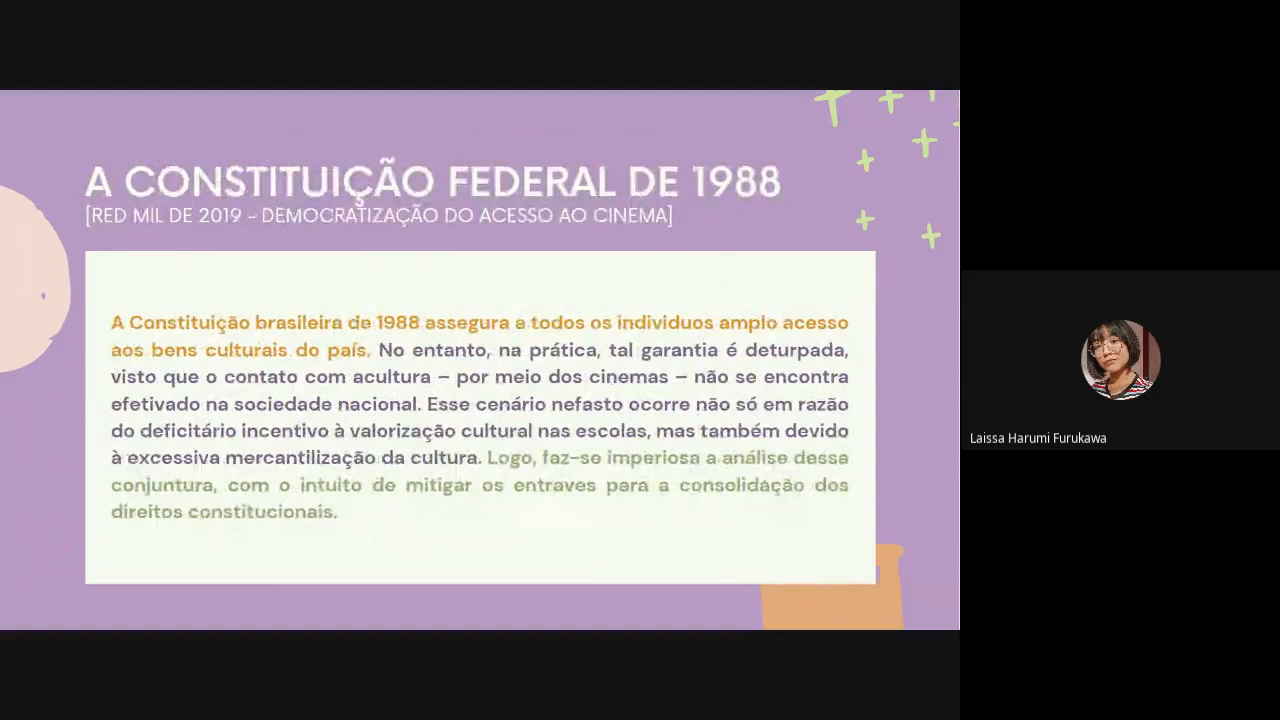 A CONSTITUIÇÃO FEDERAL DE 1988
[RED MIL DE 2019 - DEMOCRATIZAÇÃO DO ACESSO AO CINEMA]
A Constituição brasileira de 1988 assegura a todos os indivíduos amplo acesso
aos bens culturais do país. No entanto, na prática, tal garantia é deturpada,
visto que o contato com acultura – por meio dos cinemas – não se encontra
efetivado na sociedade nacional. Esse cenário nefasto ocorre não só em razão
do deficitário incentivo à valorização cultural nas escolas, mas também devido
à excessiva mercantilização da cultura. Logo, faz-se imperiosa a análise dessa
conjuntura, com o intuito de mitigar os entraves para a consolidação dos
direitos constitucionais.
Laissa Harumi Furukawa